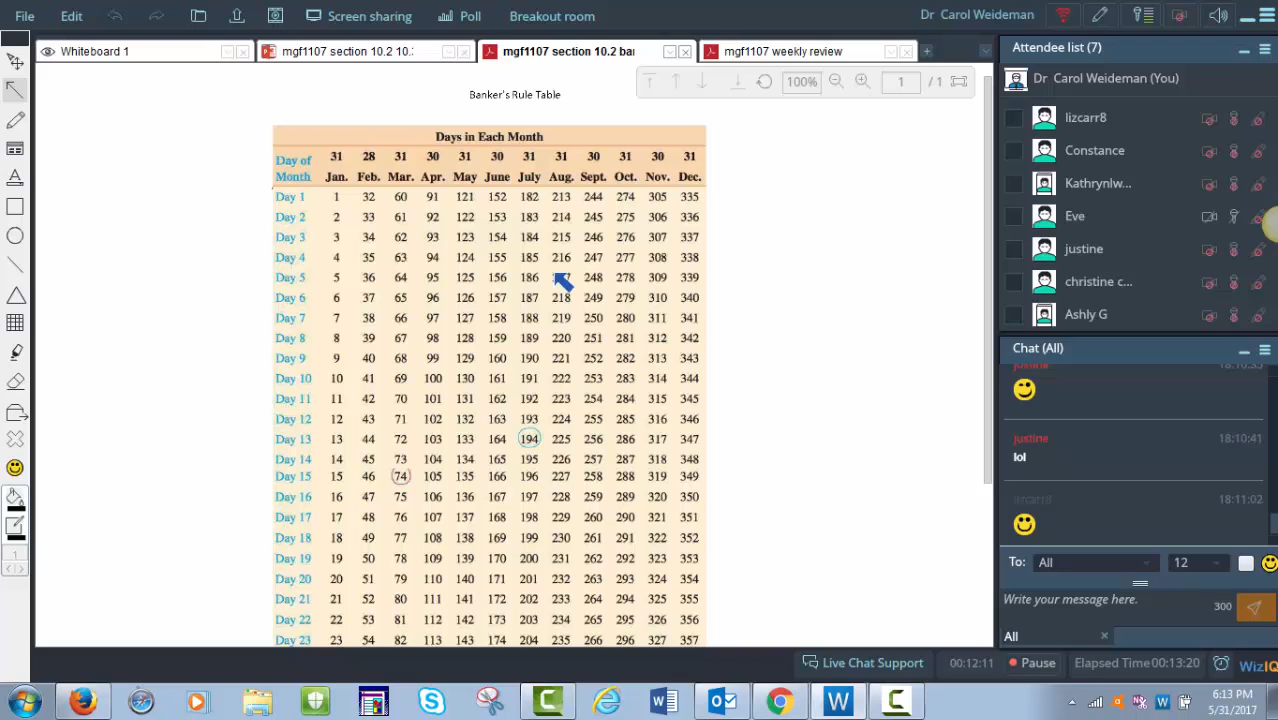 File Edit Screen sharing Poll Breakout room Dr Carol Weideman
Whiteboard 1 mgf1107 section 10.2 10. mgf1107 section 10.2 bar mgf1107 weekly review
100% 1 / 1
Banker's Rule Table
Days in Each Month
Day of 31 28 31 30 31 30 31 31 30 31 30 31
Month Jan. Feb. Mar. Apr. May June July Aug. Sept. Oct. Nov. Dec.
Day 1 1 32 60 91 121 152 182 213 244 274 305 335
Day 2 2 33 61 92 122 153 183 214 245 275 306 336
Day 3 3 34 62 93 123 154 184 215 246 276 307 337
Day 4 4 35 63 94 124 155 185 216 247 277 308 338
Day 5 5 36 64 95 125 156 186 248 278 309 339
Day 6 6 37 65 96 126 157 187 218 249 279 310 340
Day 7 7 38 66 97 127 158 188 219 250 280 311 341
Day 8 8 39 67 98 128 159 189 220 251 281 312 342
Day 9 9 40 68 99 129 160 190 221 252 282 313 343
Day 10 10 41 69 100 130 161 191 222 253 283 314 344
Day 11 11 42 70 101 131 162 192 223 254 284 315 345
Day 12 12 43 71 102 132 163 193 224 255 285 316 346
Day 13 13 44 72 103 133 164 194 225 256 286 317 347
Day 14 14 45 73 104 134 165 195 226 257 287 318 348
Day 15 15 46 74 105 135 166 196 227 258 288 319 349
Day 16 16 47 75 106 136 167 197 228 259 289 320 350
Day 17 17 48 76 107 137 168 198 229 260 290 321 351
Day 18 18 49 77 108 138 169 199 230 261 291 322 352
Day 19 19 50 78 109 139 170 200 231 262 292 323 353
Day 20 20 51 79 110 140 171 201 232 263 293 324 354
Day 21 21 52 80 111 141 172 202 233 264 294 325 355
Day 22 22 53 81 112 142 173 203 234 265 295 326 356
Day 23 23 54 82 113 143 174 204 235 266 296 327 357
1
Attendee list (7)
Dr Carol Weideman (You)
lizcarr8
Constance
Kathrynlw...
Eve
justine
christine c...
Ashly G
Chat (All)
justine 18:10:35
justine 18:10:41
lol
18:11:02
To: All 12
Write your message here.
300
All
Live Chat Support 00:12:11 Pause Elapsed Time 00:13:20 WizIQ
6:13 PM
5/31/2017